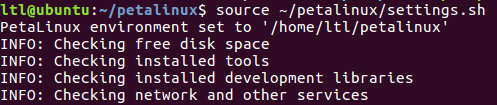 ltl@ubuntu:~/petalinux$ source ~/petalinux/settings.sh
PetaLinux environment set to '/home/ltl/petalinux'
INFO: Checking free disk space
INFO: Checking installed tools
INFO: Checking installed development libraries
INFO: Checking network and other services